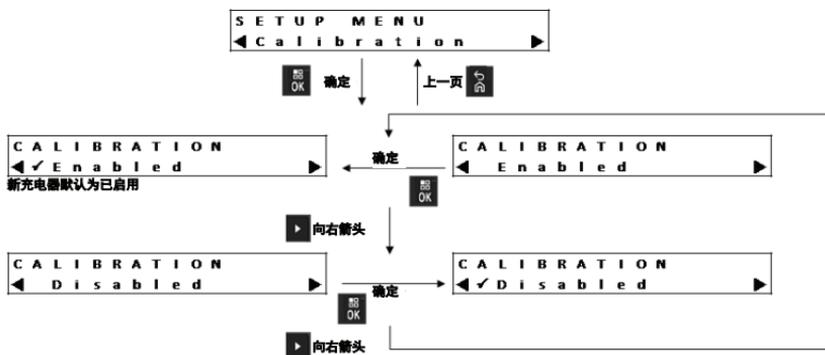 SETUP MENU
◀ Calibration ▶
OK 确定
上一页
CALIBRATION
◀ ✓ Enabled ▶
新充电器默认为已启用
确定
OK
CALIBRATION
◀ Enabled ▶
向右箭头
CALIBRATION
◀ Disabled ▶
确定
OK
CALIBRATION
◀ ✓ Disabled ▶
向右箭头